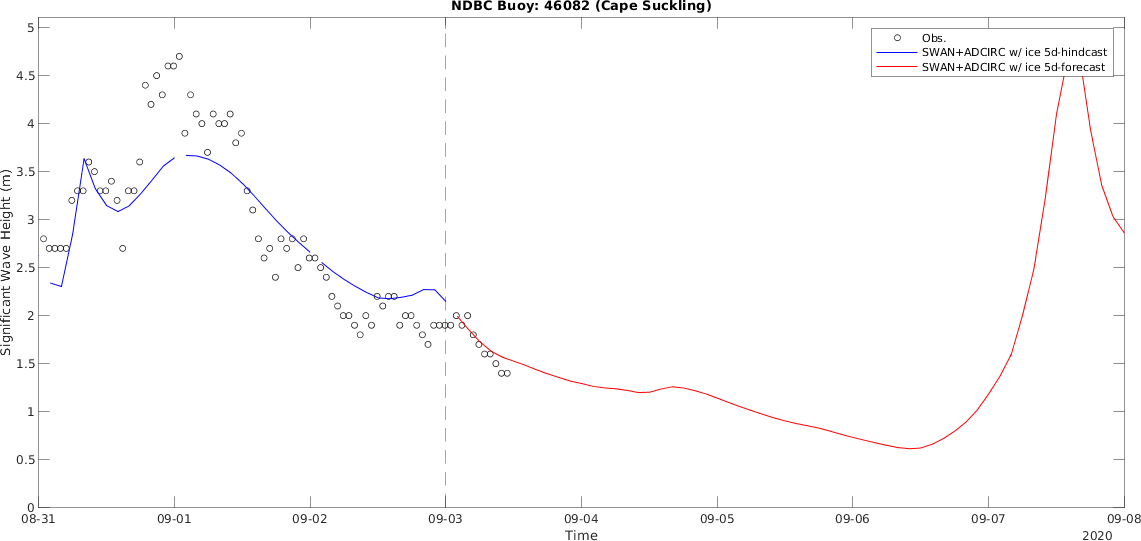 NDBC Buoy: 46082 (Cape Suckling)
Obs.
SWAN+ADCIRC w/ ice 5d-hindcast
SWAN+ADCIRC w/ ice 5d-forecast
Significant Wave Height (m)
5
4.5
4
3.5
3
2.5
2
1.5
1
0.5
0
08-31 09-01 09-02 09-03 09-04 09-05 09-06 09-07 09-08
Time
2020